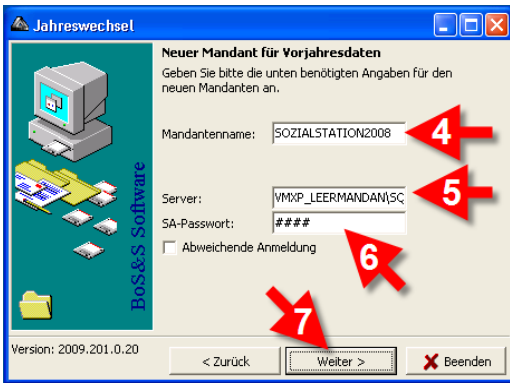 Jahreswechsel
Neuer Mandant für Vorjahresdaten
Geben Sie bitte die unten benötigten Angaben für den
neuen Mandanten an.
Mandantenname: SOZIALSTATION2008
4
Server: VMXP_LEERMANDAN\SQ
5
SA-Passwort: ####
6
Abweichende Anmeldung
BoS&S Software
7
Version: 2009.201.0.20
< Zurück
Weiter >
Beenden